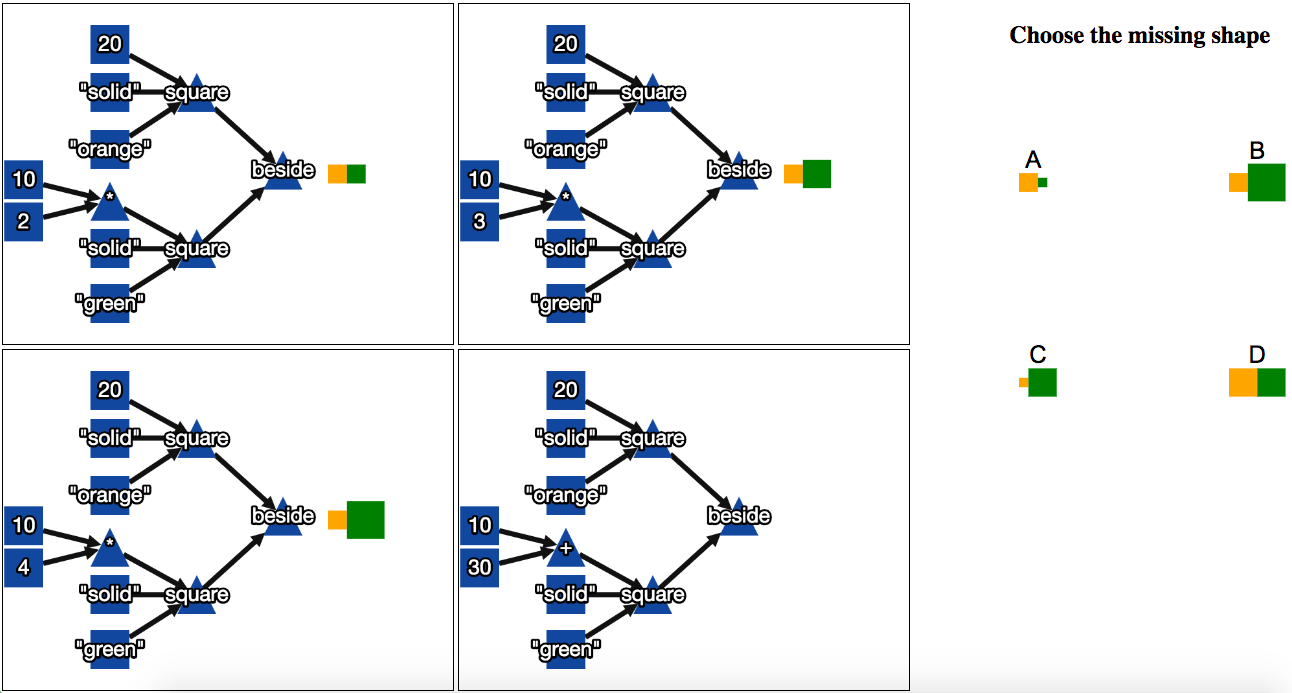 Choose the missing shape
20
"solid" square
"orange"
10
2
*
beside
"solid" square
"green"
20
"solid" square
"orange"
10
3
*
beside
"solid" square
"green"
20
"solid" square
"orange"
10
4
*
beside
"solid" square
"green"
20
"solid" square
"orange"
10
30
+
beside
"solid" square
"green"
A
B
C
D